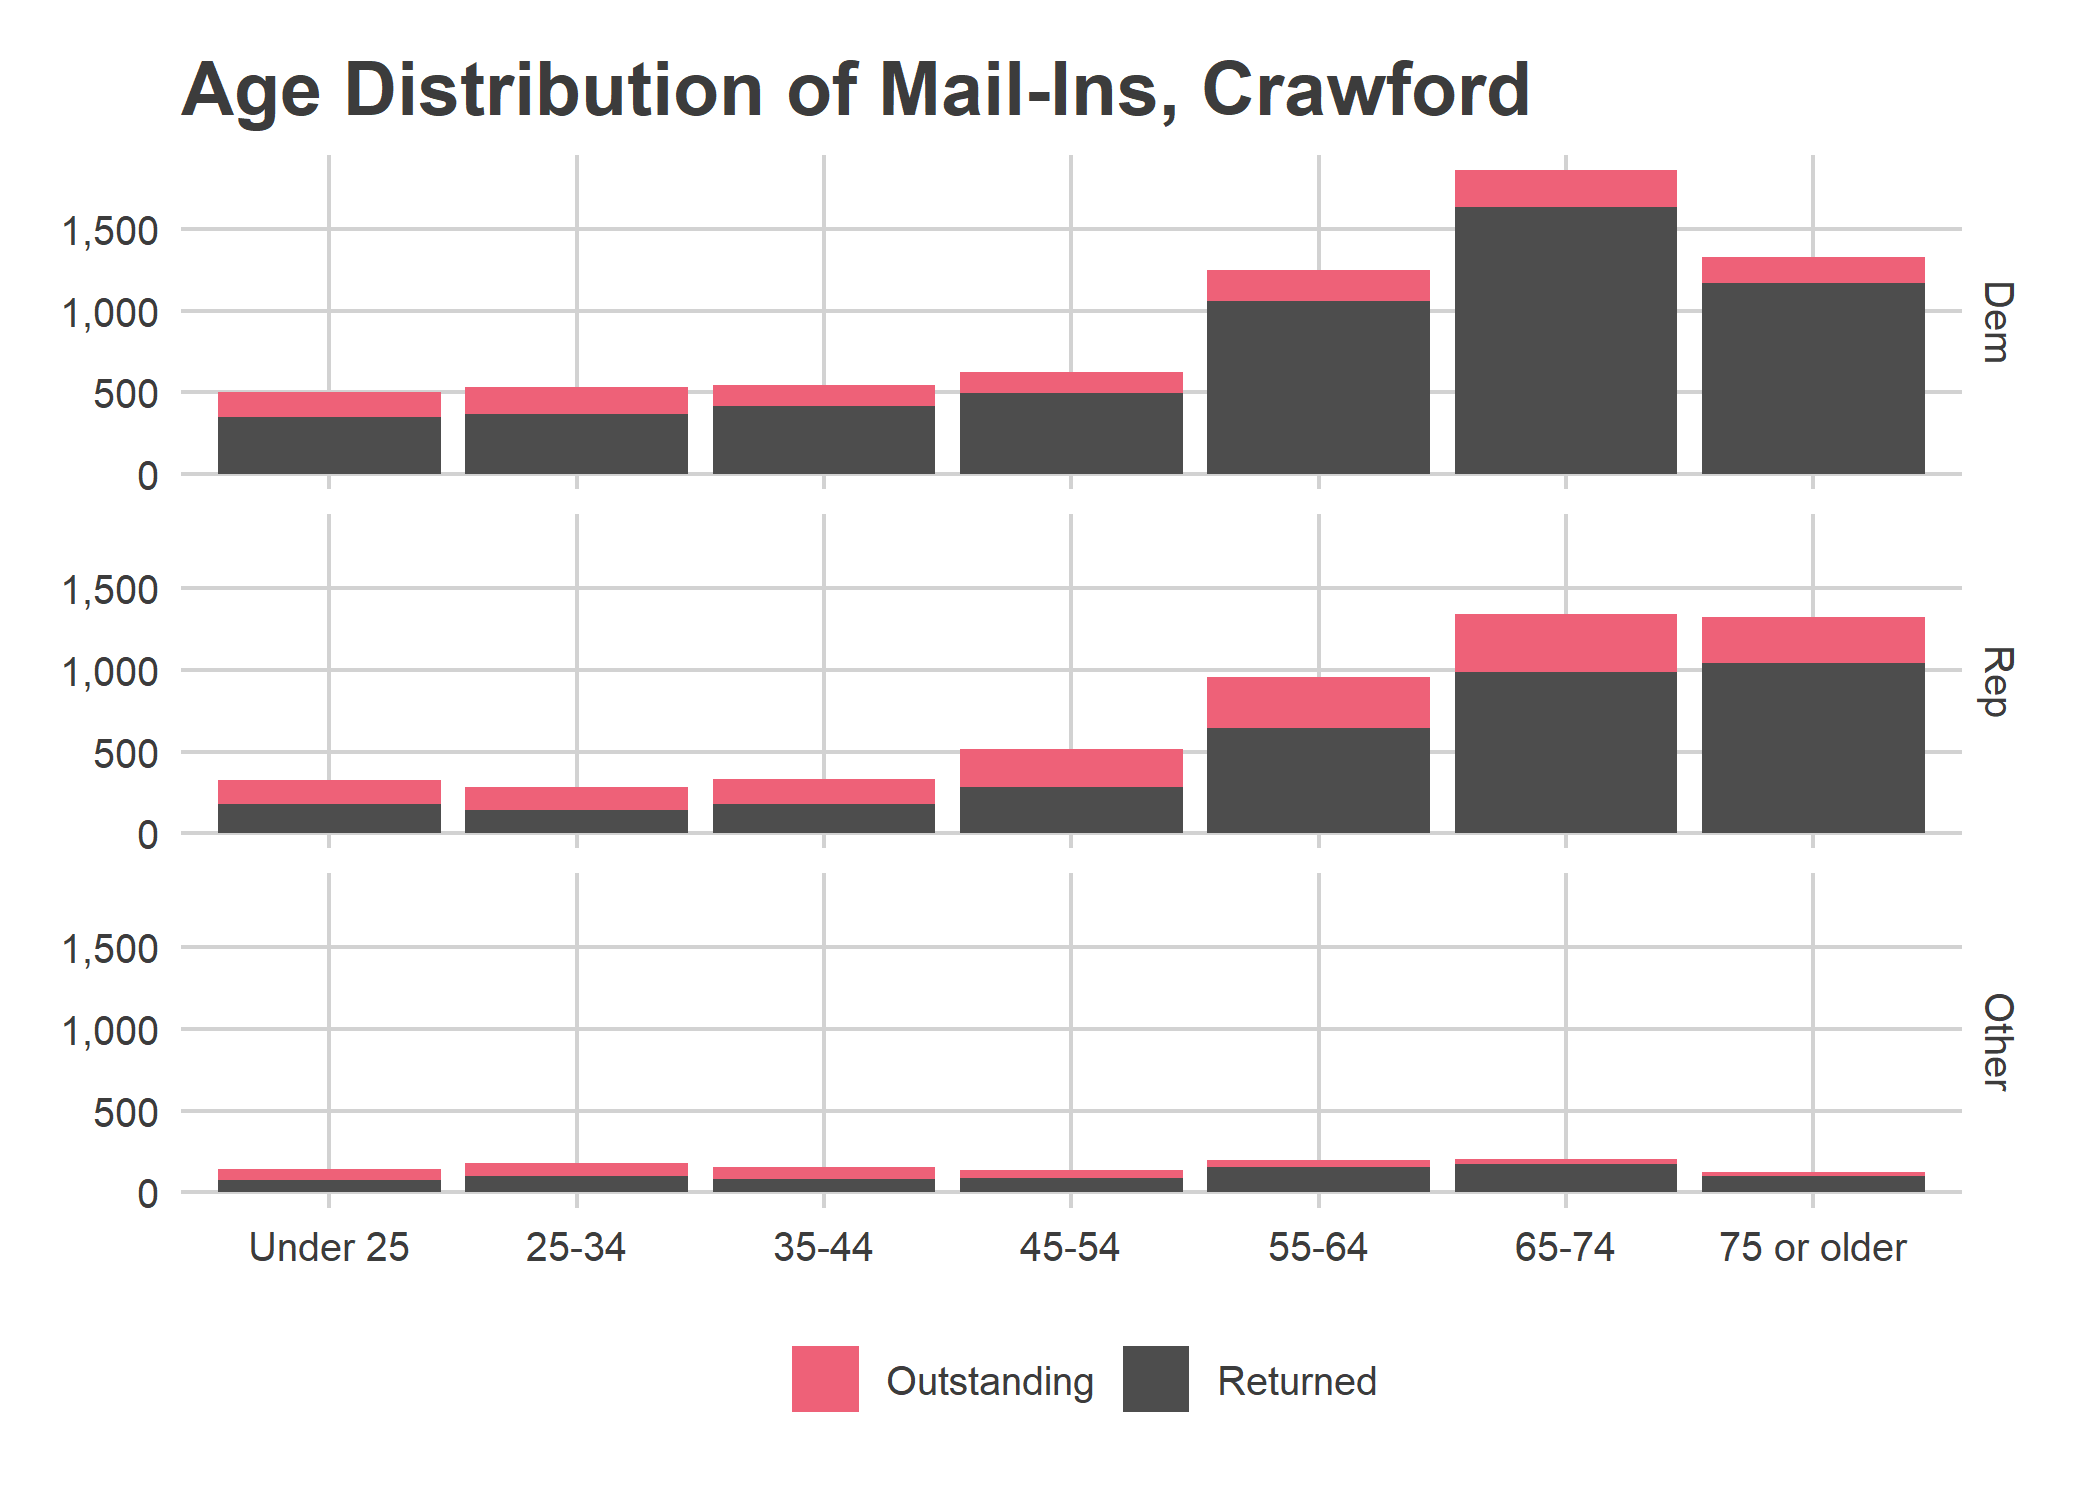 Age Distribution of Mail-Ins, Crawford
1,500
1,000
500
0
Dem
1,500
1,000
500
0
Rep
1,500
1,000
500
0
Other
Under 25 25-34 35-44 45-54 55-64 65-74 75 or older
Outstanding Returned